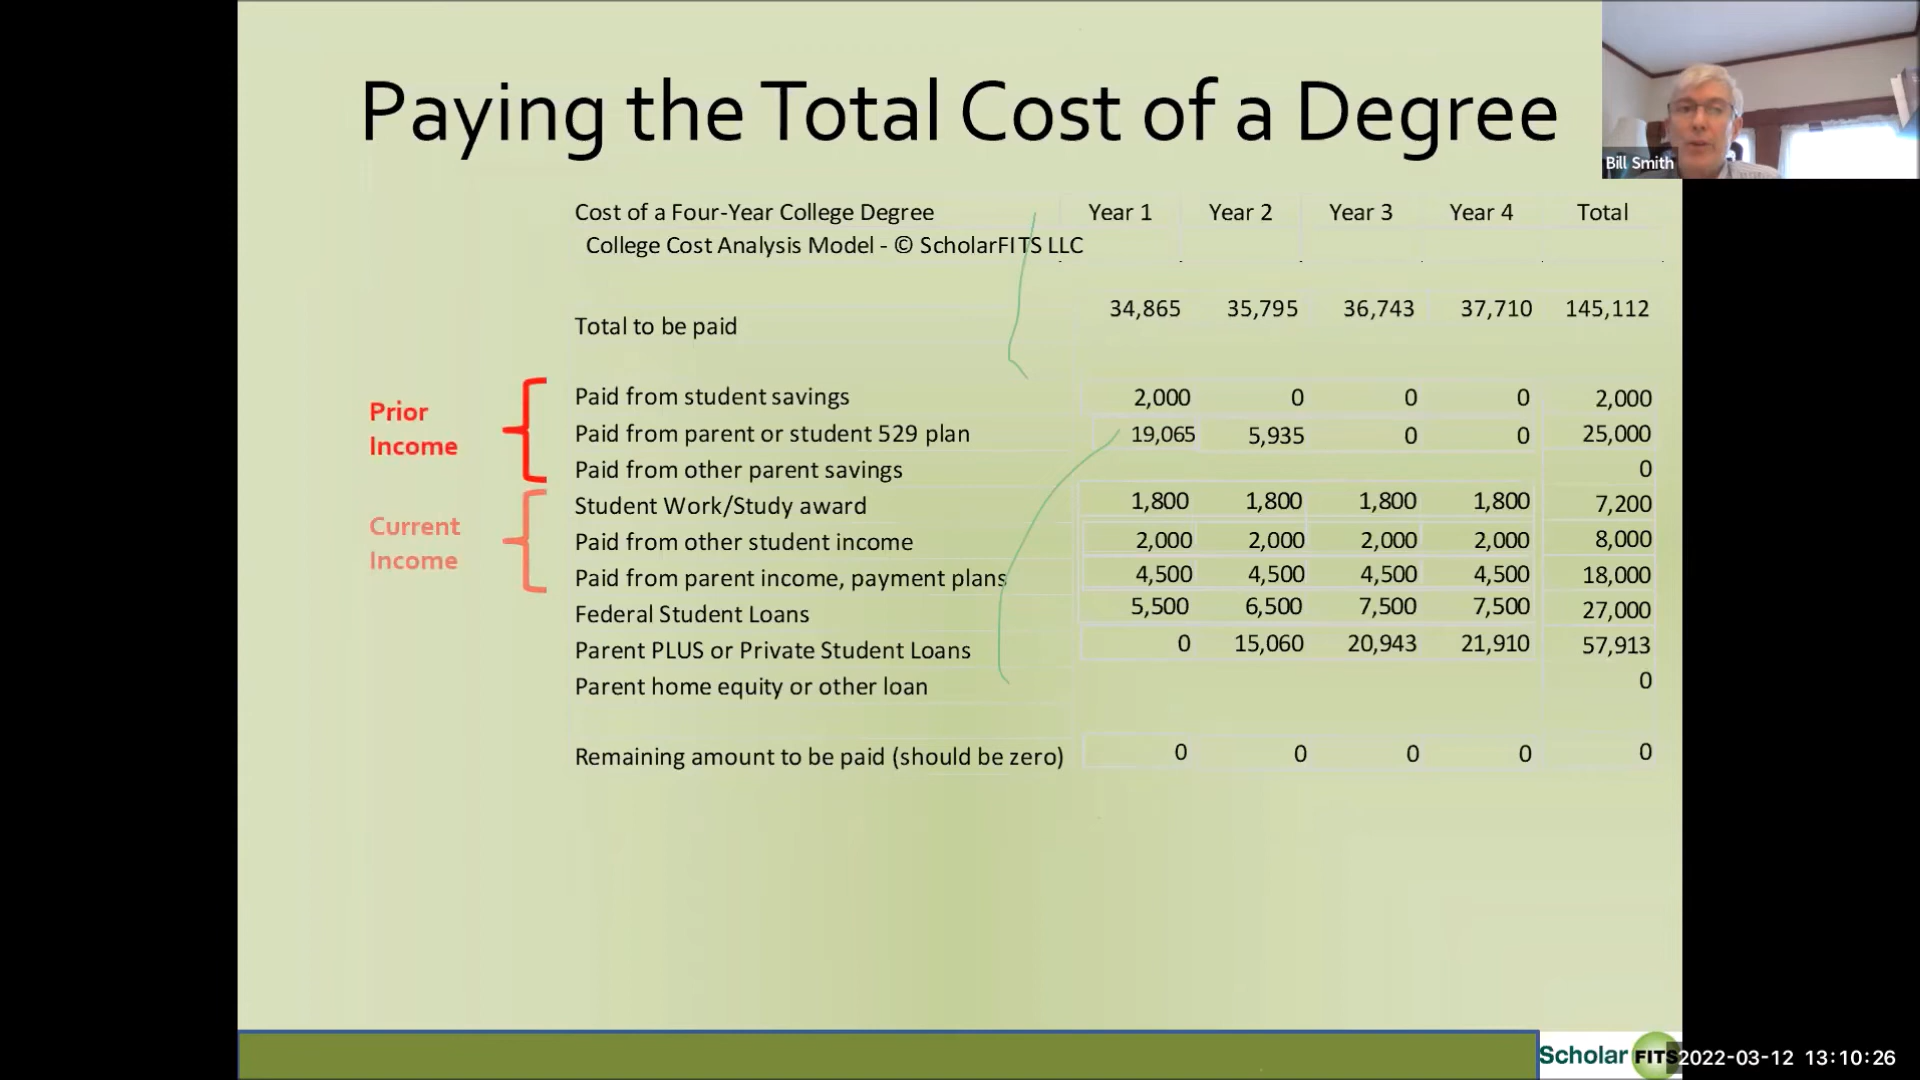 Paying the Total Cost of a Degree
Bill Smith
Cost of a Four-Year College Degree Year 1 Year 2 Year 3 Year 4 Total
College Cost Analysis Model - © ScholarFITS LLC
Total to be paid 34,865 35,795 36,743 37,710 145,112
Prior
Income
Paid from student savings 2,000 0 0 0 2,000
Paid from parent or student 529 plan 19,065 5,935 0 0 25,000
Paid from other parent savings 0
Current
Income
Student Work/Study award 1,800 1,800 1,800 1,800 7,200
Paid from other student income 2,000 2,000 2,000 2,000 8,000
Paid from parent income, payment plans 4,500 4,500 4,500 4,500 18,000
Federal Student Loans 5,500 6,500 7,500 7,500 27,000
Parent PLUS or Private Student Loans 0 15,060 20,943 21,910 57,913
Parent home equity or other loan 0
Remaining amount to be paid (should be zero) 0 0 0 0 0
Scholar FITS
2022-03-12 13:10:26